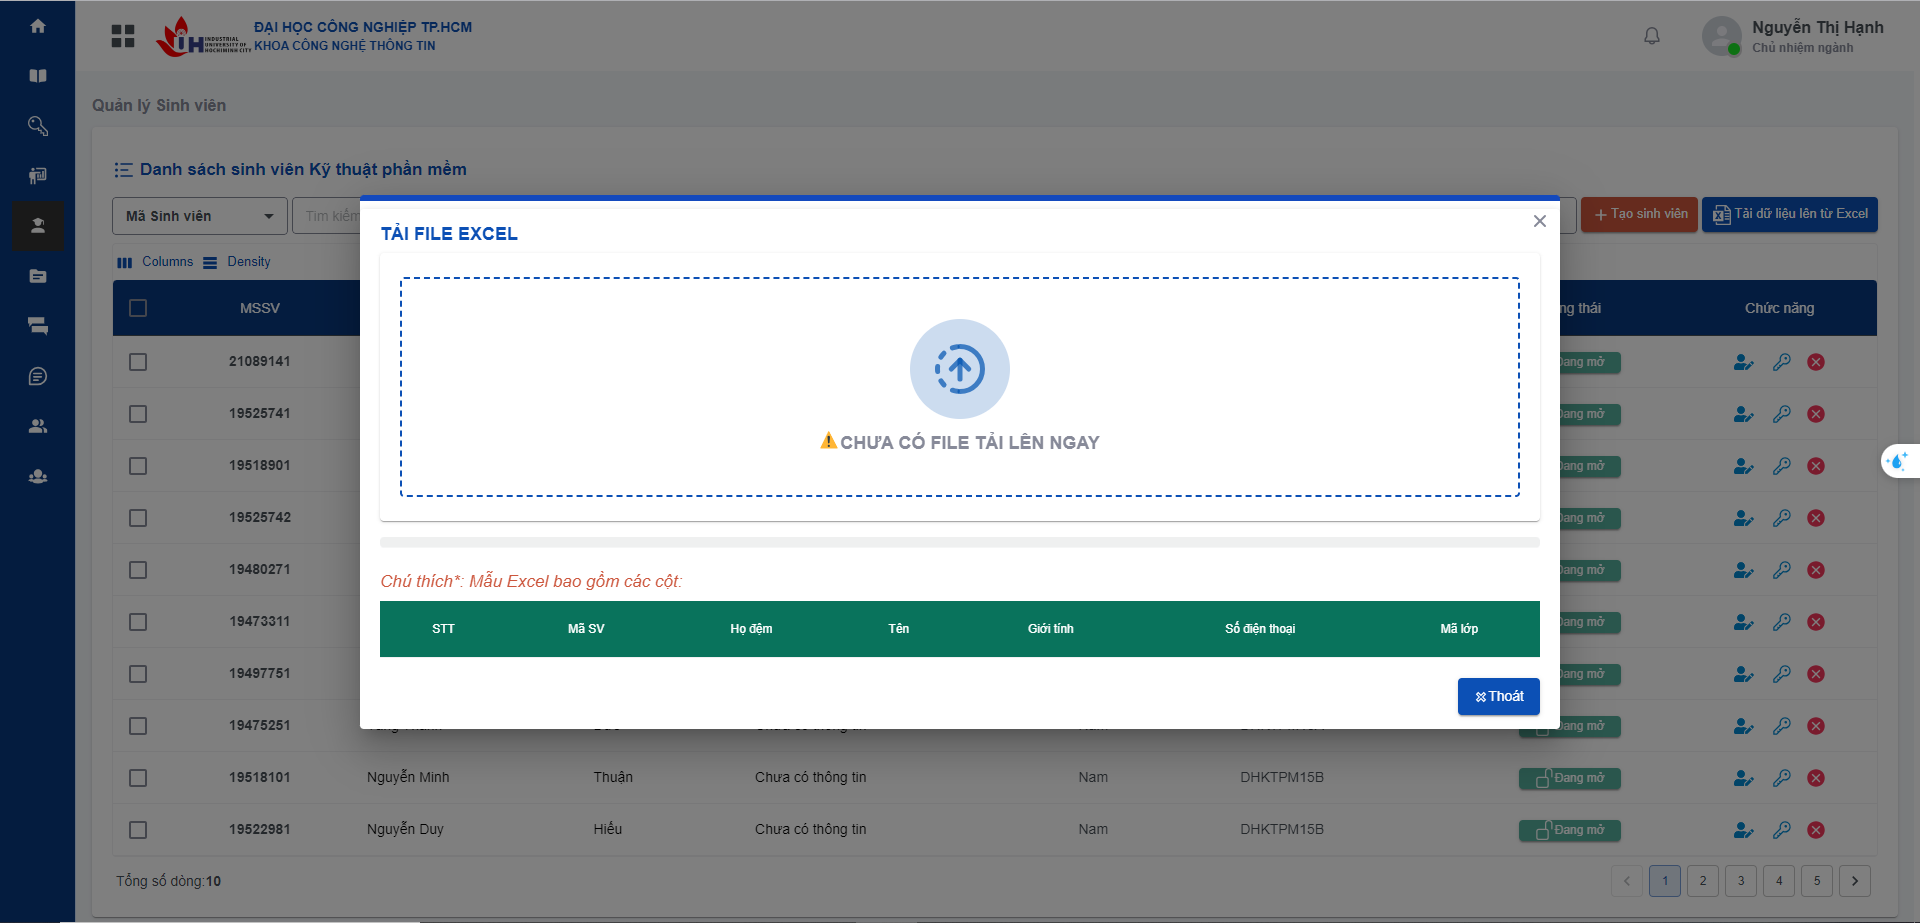 INDUSTRIAL
UNIVERSITY OF
HOCHIMINH CITY
ĐẠI HỌC CÔNG NGHIỆP TP.HCM
KHOA CÔNG NGHỆ THÔNG TIN
Nguyễn Thị Hạnh
Chủ nhiệm ngành
Quản lý Sinh viên
Danh sách sinh viên Kỹ thuật phần mềm
Mã Sinh viên
Tìm kiếm
Tạo sinh viên
Tải dữ liệu lên từ Excel
Columns
Density
MSSV
Chức năng
TẢI FILE EXCEL
CHƯA CÓ FILE TẢI LÊN NGAY
Chú thích*: Mẫu Excel bao gồm các cột:
STT Mã SV Họ đệm Tên Giới tính Số điện thoại Mã lớp
Thoát
21089141 Đang mở
19525741 Đang mở
19518901 Đang mở
19525742 Đang mở
19480271 Đang mở
19473311 Đang mở
19497751 Đang mở
19475251 Đang mở
19518101 Nguyễn Minh Thuận Chưa có thông tin Nam DHKTPM15B Đang mở
19522981 Nguyễn Duy Hiếu Chưa có thông tin Nam DHKTPM15B Đang mở
Tổng số dòng:10
1 2 3 4 5